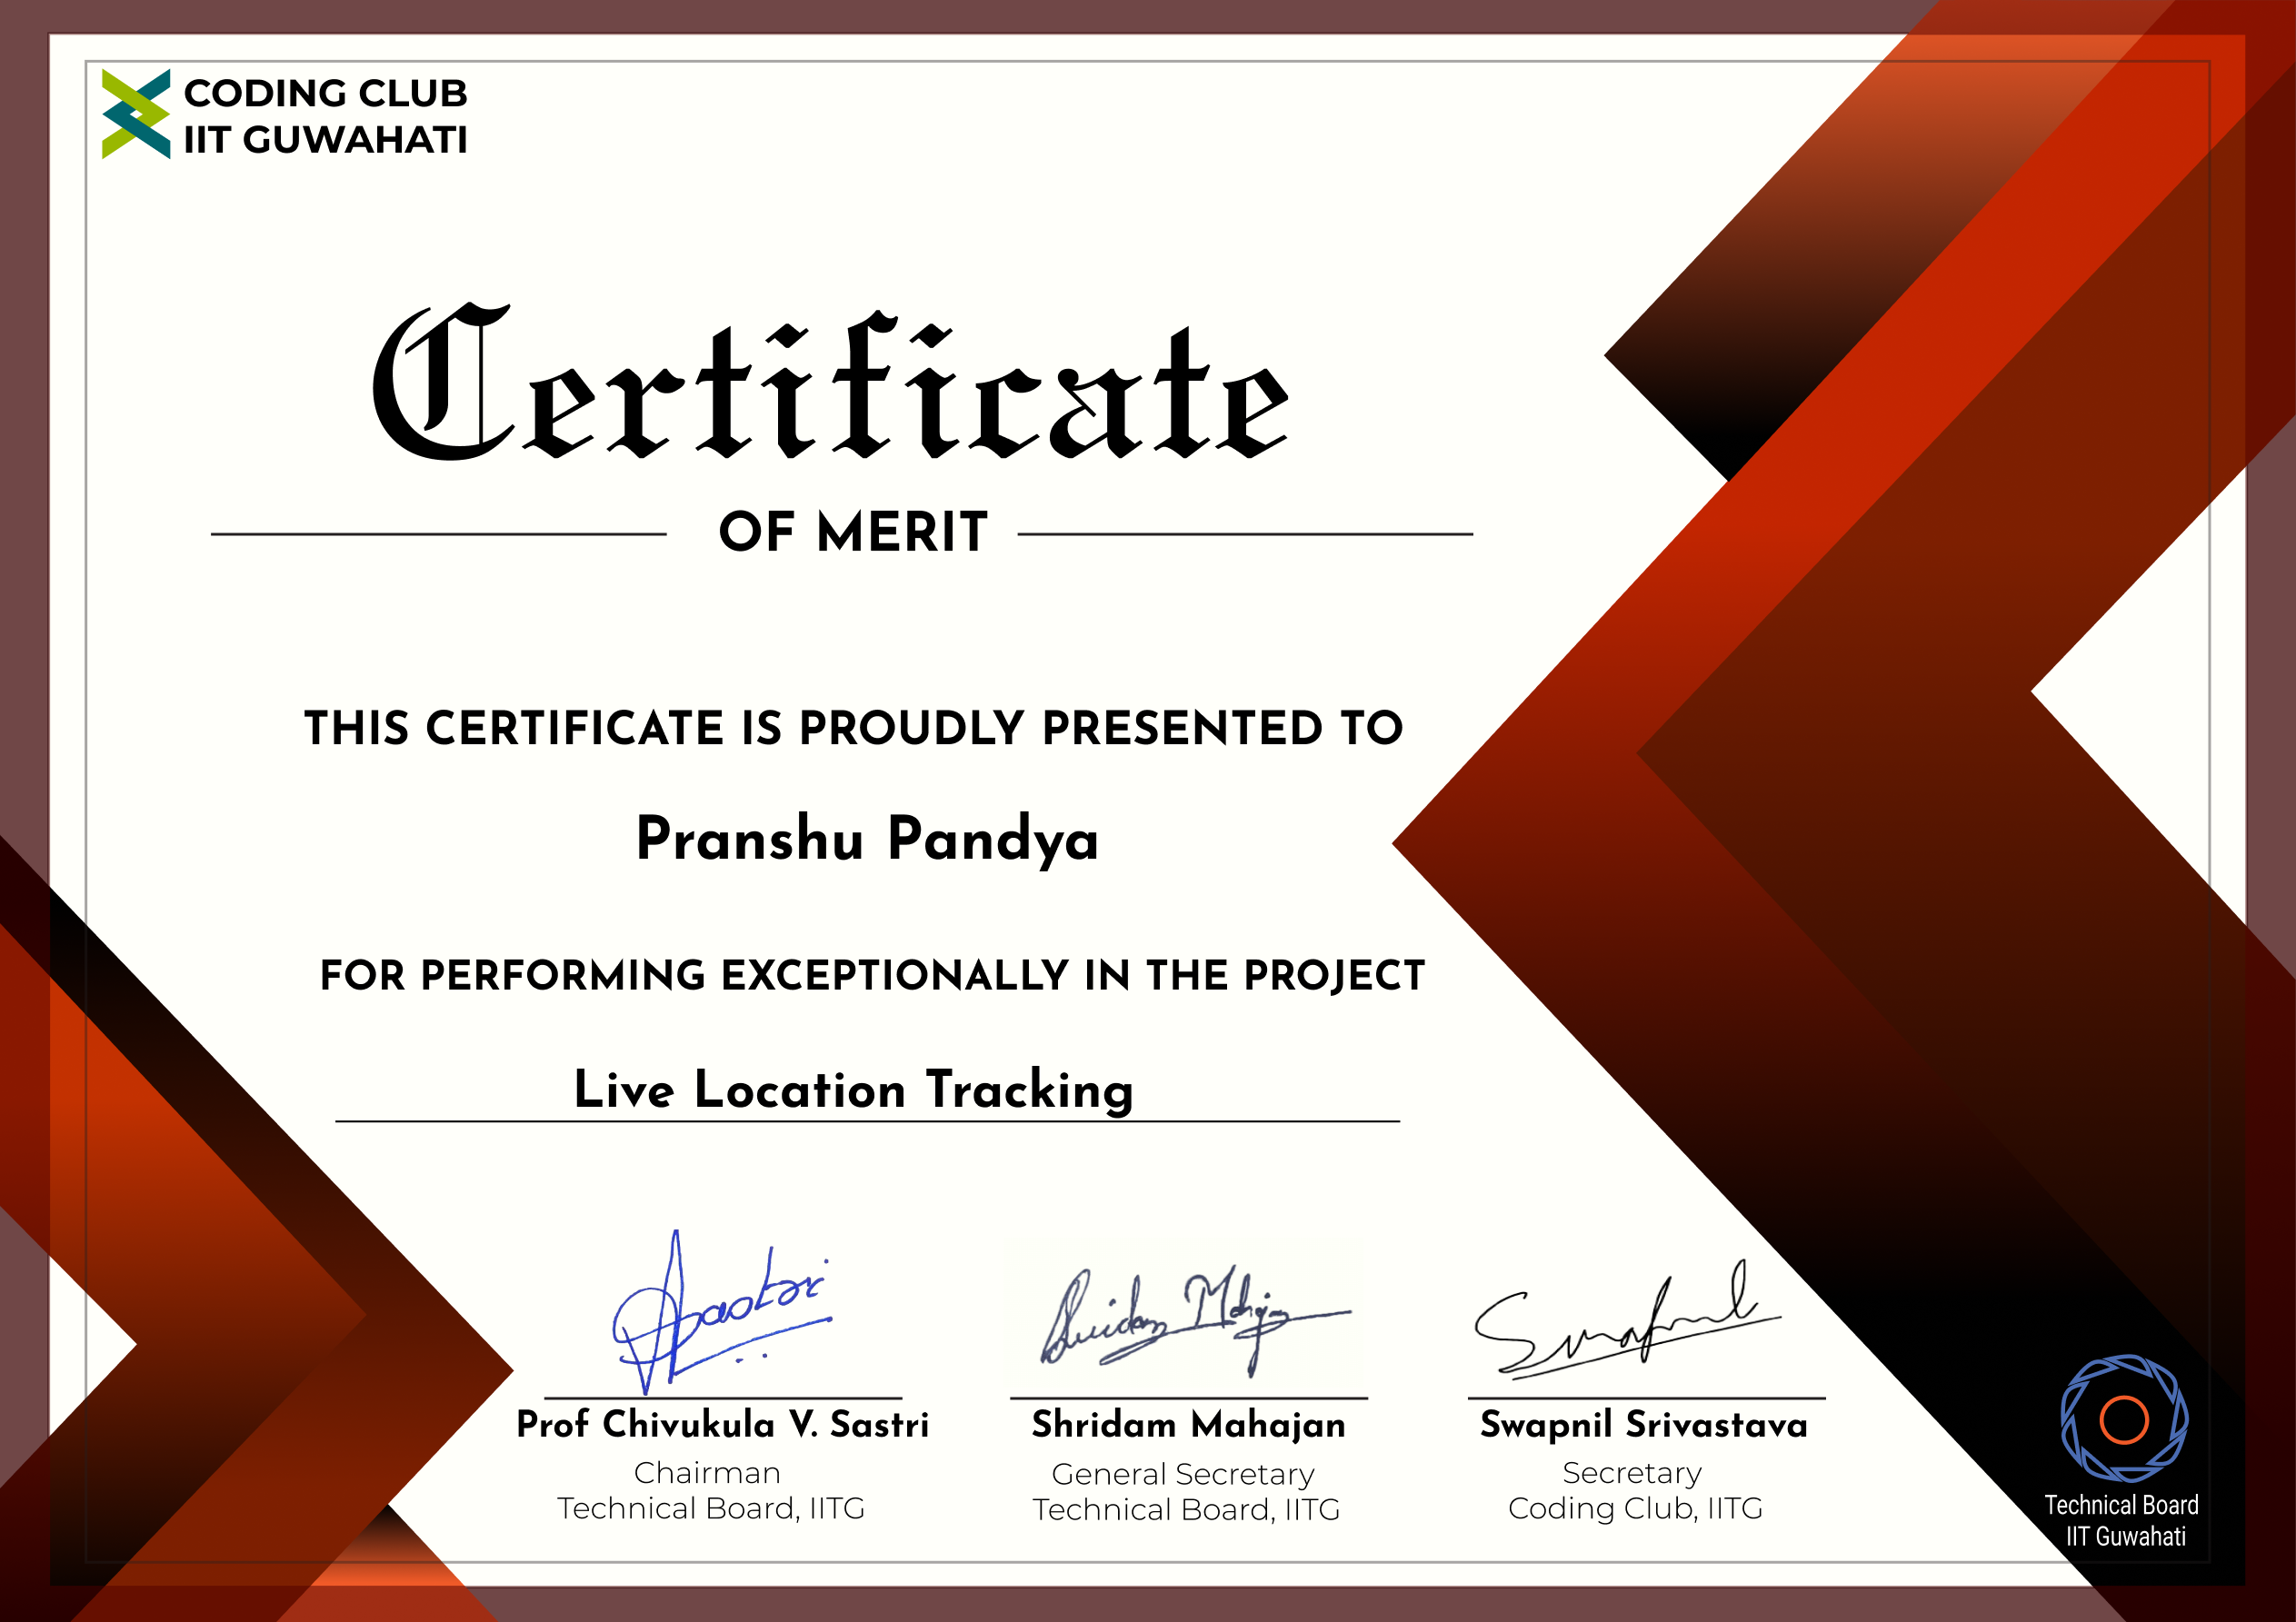 CODING CLUB
IIT GUWAHATI
Certificate
OF MERIT
THIS CERTIFICATE IS PROUDLY PRESENTED TO
Pranshu Pandya
FOR PERFORMING EXCEPTIONALLY IN THE PROJECT
Live Location Tracking
Prof Chivukula V. Sastri
Chairman
Technical Board, IITG
Shridam Mahajan
General Secretary
Technical Board, IITG
Swapnil Srivastava
Secretary
Coding Club, IITG
Technical Board
IIT Guwahati